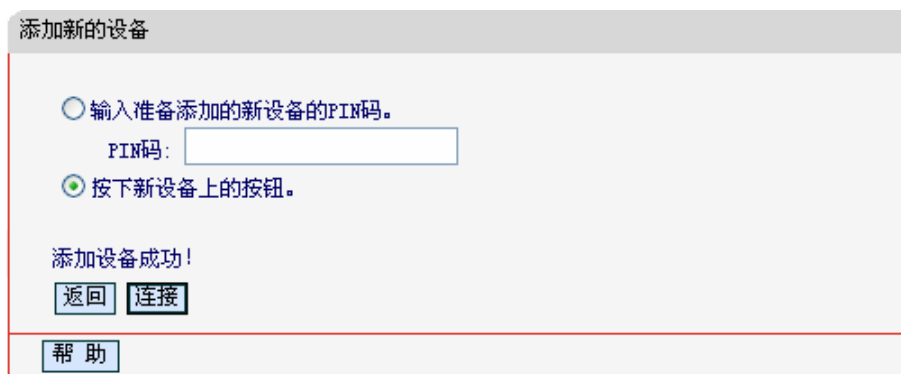 添加新的设备
输入准备添加的新设备的PIN码。
PIN码:
按下新设备上的按钮。
添加设备成功!
返回 连接
帮 助